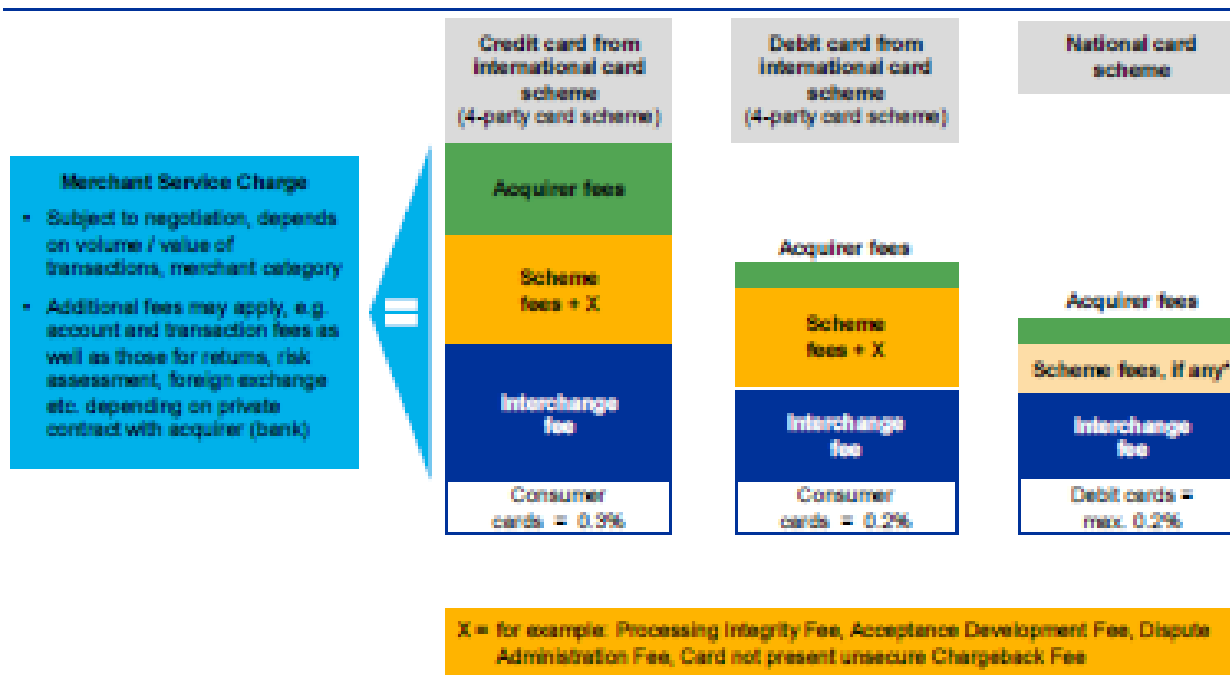 Credit card from
international card
scheme
(4-party card scheme)
Debit card from
international card
scheme
(4-party card scheme)
National card
scheme
Merchant Service Charge
• Subject to negotiation, depends
on volume / value of
transactions, merchant category
• Additional fees may apply, e.g.
account and transaction fees as
well as those for returns, risk
assessment, foreign exchange
etc. depending on private
contract with acquirer (bank)
=
Acquirer fees
Scheme
fees + X
Interchange
fee
Consumer
cards = 0.3%
Acquirer fees
Scheme
fees + X
Interchange
fee
Consumer
cards = 0.2%
Acquirer fees
Scheme fees, if any*
Interchange
fee
Debit cards =
max. 0.2%
X = for example: Processing Integrity Fee, Acceptance Development Fee, Dispute
Administration Fee, Card not present unsecure Chargeback Fee